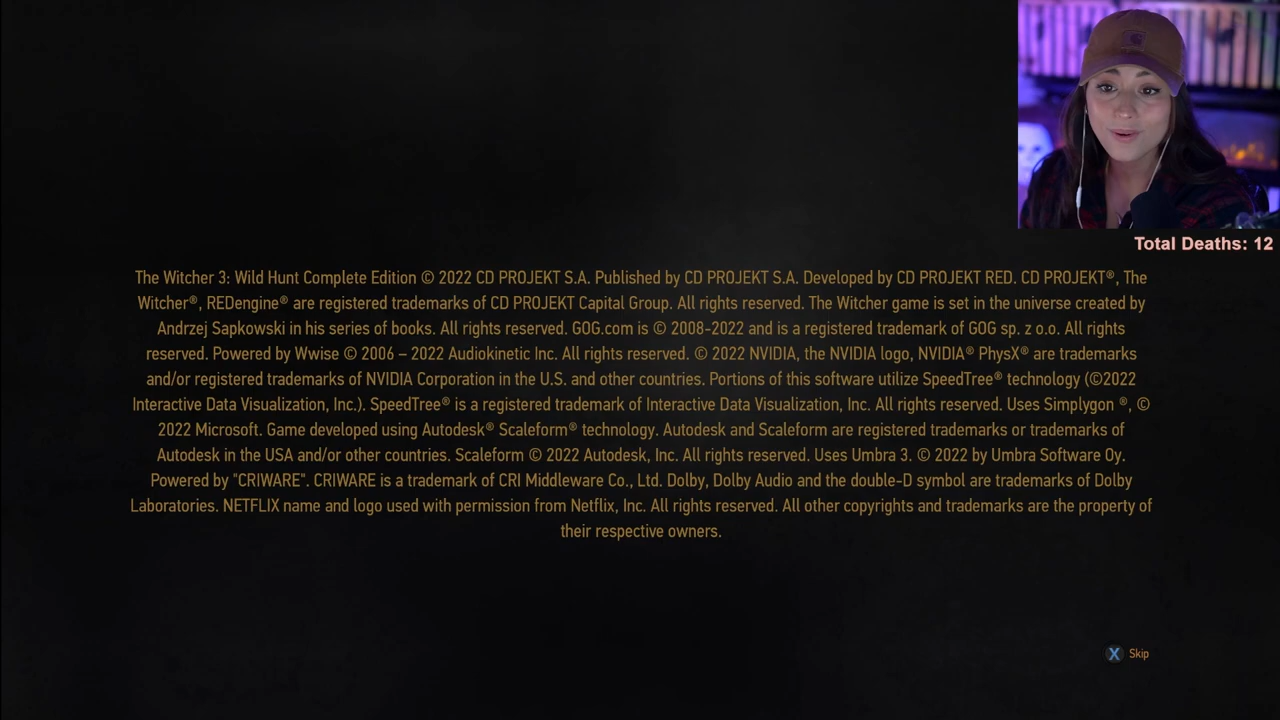 Total Deaths: 12
The Witcher 3: Wild Hunt Complete Edition © 2022 CD PROJEKT S.A. Published by CD PROJEKT S.A. Developed by CD PROJEKT RED. CD PROJEKT®, The
Witcher®, REDengine® are registered trademarks of CD PROJEKT Capital Group. All rights reserved. The Witcher game is set in the universe created by
Andrzej Sapkowski in his series of books. All rights reserved. GOG.com is © 2008-2022 and is a registered trademark of GOG sp. z o.o. All rights
reserved. Powered by Wwise © 2006 – 2022 Audiokinetic Inc. All rights reserved. © 2022 NVIDIA, the NVIDIA logo, NVIDIA® PhysX® are trademarks
and/or registered trademarks of NVIDIA Corporation in the U.S. and other countries. Portions of this software utilize SpeedTree® technology (©2022
Interactive Data Visualization, Inc.). SpeedTree® is a registered trademark of Interactive Data Visualization, Inc. All rights reserved. Uses Simplygon ®, ©
2022 Microsoft. Game developed using Autodesk® Scaleform® technology. Autodesk and Scaleform are registered trademarks or trademarks of
Autodesk in the USA and/or other countries. Scaleform © 2022 Autodesk, Inc. All rights reserved. Uses Umbra 3. © 2022 by Umbra Software Oy.
Powered by "CRIWARE". CRIWARE is a trademark of CRI Middleware Co., Ltd. Dolby, Dolby Audio and the double-D symbol are trademarks of Dolby
Laboratories. NETFLIX name and logo used with permission from Netflix, Inc. All rights reserved. All other copyrights and trademarks are the property of
their respective owners.
X Skip